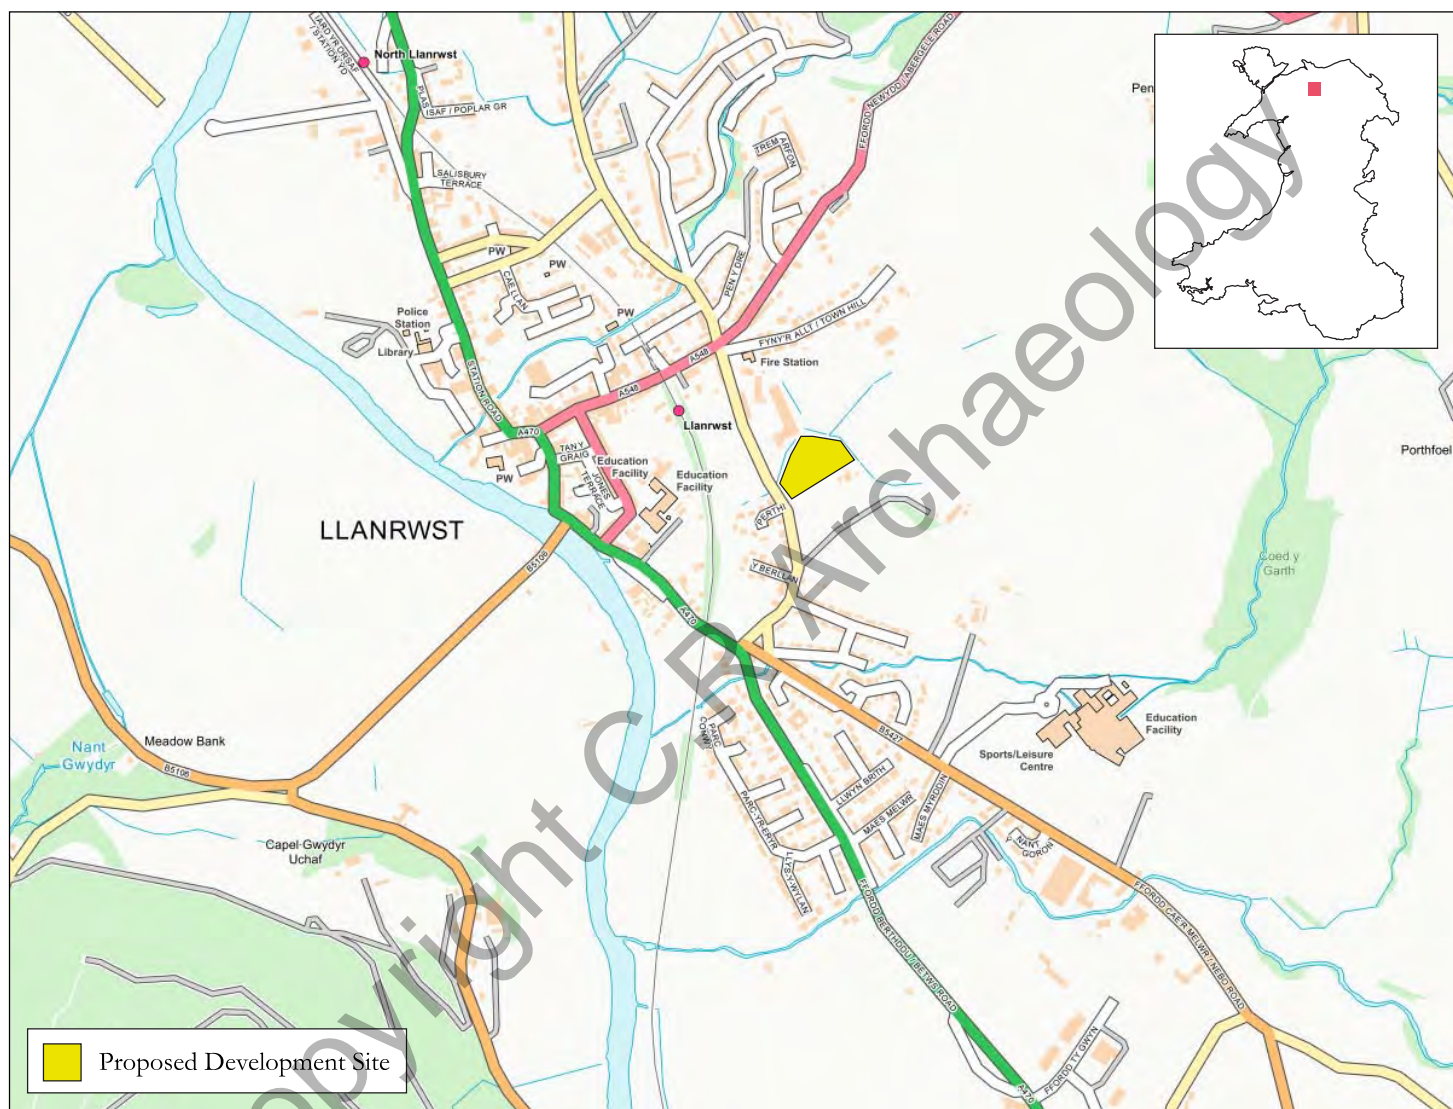 IARD YR ORSAF
/ STATION YD
North Llanrwst
PLAS
ISAF / POPLAR GR
SALISBURY
TERRACE
FFORDD NEWYDD / ABERGELE ROAD
TREM
ARFON
Pen
PW
PW
CAE LLAN
PW
PEN Y DRE
Police
Station
Library
STATION ROAD
FYNY'R ALLT / TOWN HILL
A548
Fire Station
A548
Llanrwst
A470
TAN Y
GRAIG
JONES
TERRACE
Education
Facility
Education
Facility
PW
PERTHI
Porthfoel
LLANRWST
B5106
Y BERLLAN
Coed y
Garth
A470
PARC
CONWY
B5427
Sports/Leisure
Centre
Education
Facility
Nant
Gwydyr
Meadow Bank
B5106
LLWYN BRITH
MAES MELWR
MAES MYRDDIN
PARC-YR-ERYR
LLYS-Y-WYLAN
NANT
Y GORON
Capel Gwydyr
Uchaf
FFORDD BERTHDDU / BETWS ROAD
FFORDD CAE'R MELWR / NEBO ROAD
FFORDD TY GWYN
A470
Proposed Development Site
Copyright C.R Archaeology